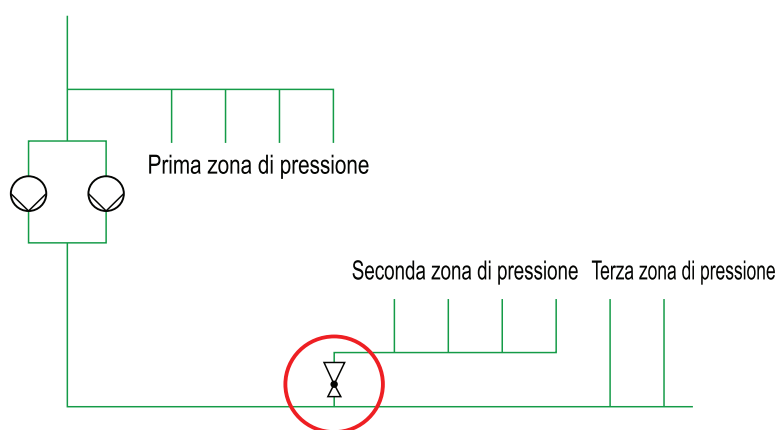 Prima zona di pressione
Seconda zona di pressione
Terza zona di pressione